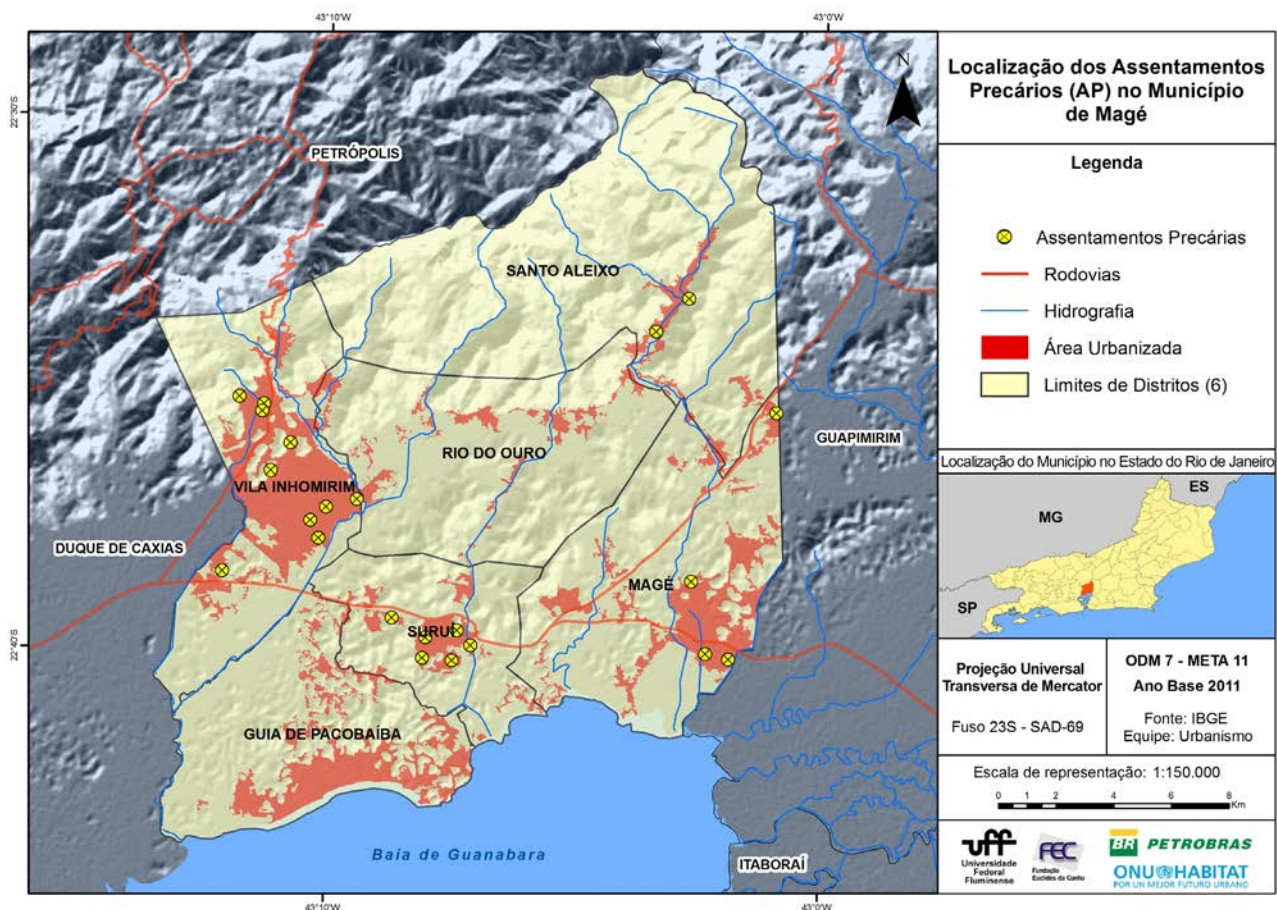 43°10'W
43°0'W
22°30'S
22°40'S
N
PETRÓPOLIS
SANTO ALEIXO
RIO DO OURO
GUAPIMIRIM
VILA INHOMIRIM
DUQUE DE CAXIAS
MAGÉ
SURUÍ
GUIA DE PACOBAÍBA
Baía de Guanabara
ITABORAÍ
43°10'W
43°0'W
Localização dos Assentamentos
Precários (AP) no Município
de Magé
Legenda
Assentamentos Precárias
Rodovias
Hidrografia
Área Urbanizada
Limites de Distritos (6)
Localização do Município no Estado do Rio de Janeiro
ES
MG
SP
Projeção Universal
Transversa de Mercator
Fuso 23S - SAD-69
ODM 7 - META 11
Ano Base 2011
Fonte: IBGE
Equipe: Urbanismo
Escala de representação: 1:150.000
0 1 2 4 6 8
Km
uff
Universidade
Federal
Fluminense
FEC
Fundação
Euclides da Cunha
BR PETROBRAS
ONU HABITAT
POR UN MEJOR FUTURO URBANO